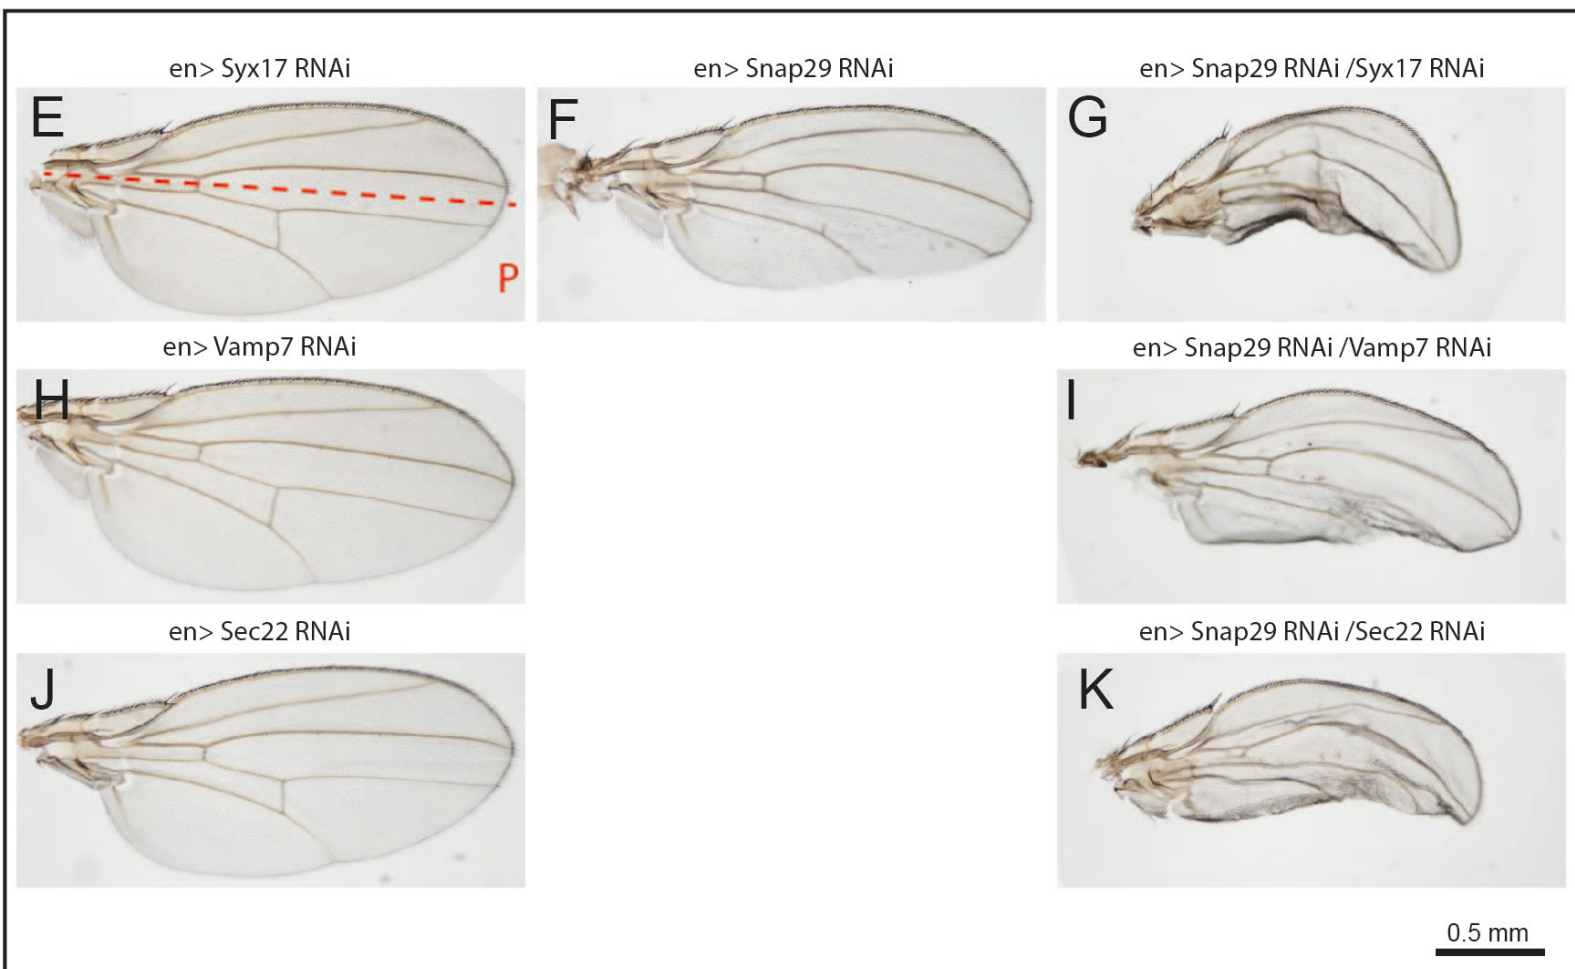 en> Syx17 RNAi
en> Snap29 RNAi
en> Snap29 RNAi /Syx17 RNAi
E
F
G
P
en> Vamp7 RNAi
en> Snap29 RNAi /Vamp7 RNAi
H
I
en> Sec22 RNAi
en> Snap29 RNAi /Sec22 RNAi
J
K
0.5 mm